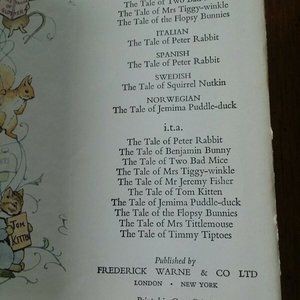 The Tale of Two Bad
The Tale of Mrs Tiggy-winkle
The Tale of the Flopsy Bunnies
ITALIAN
The Tale of Peter Rabbit
SPANISH
The Tale of Peter Rabbit
SWEDISH
The Tale of Squirrel Nutkin
NORWEGIAN
The Tale of Jemima Puddle-duck
i.t.a.
The Tale of Peter Rabbit
The Tale of Benjamin Bunny
The Tale of Two Bad Mice
The Tale of Mrs Tiggy-winkle
The Tale of Mr Jeremy Fisher
The Tale of Tom Kitten
The Tale of Jemima Puddle-duck
The Tale of the Flopsy Bunnies
The Tale of Mrs Tittlemouse
The Tale of Timmy Tiptoes
Published by
FREDERICK WARNE & CO LTD
LONDON · NEW YORK
TOM
KITTEN